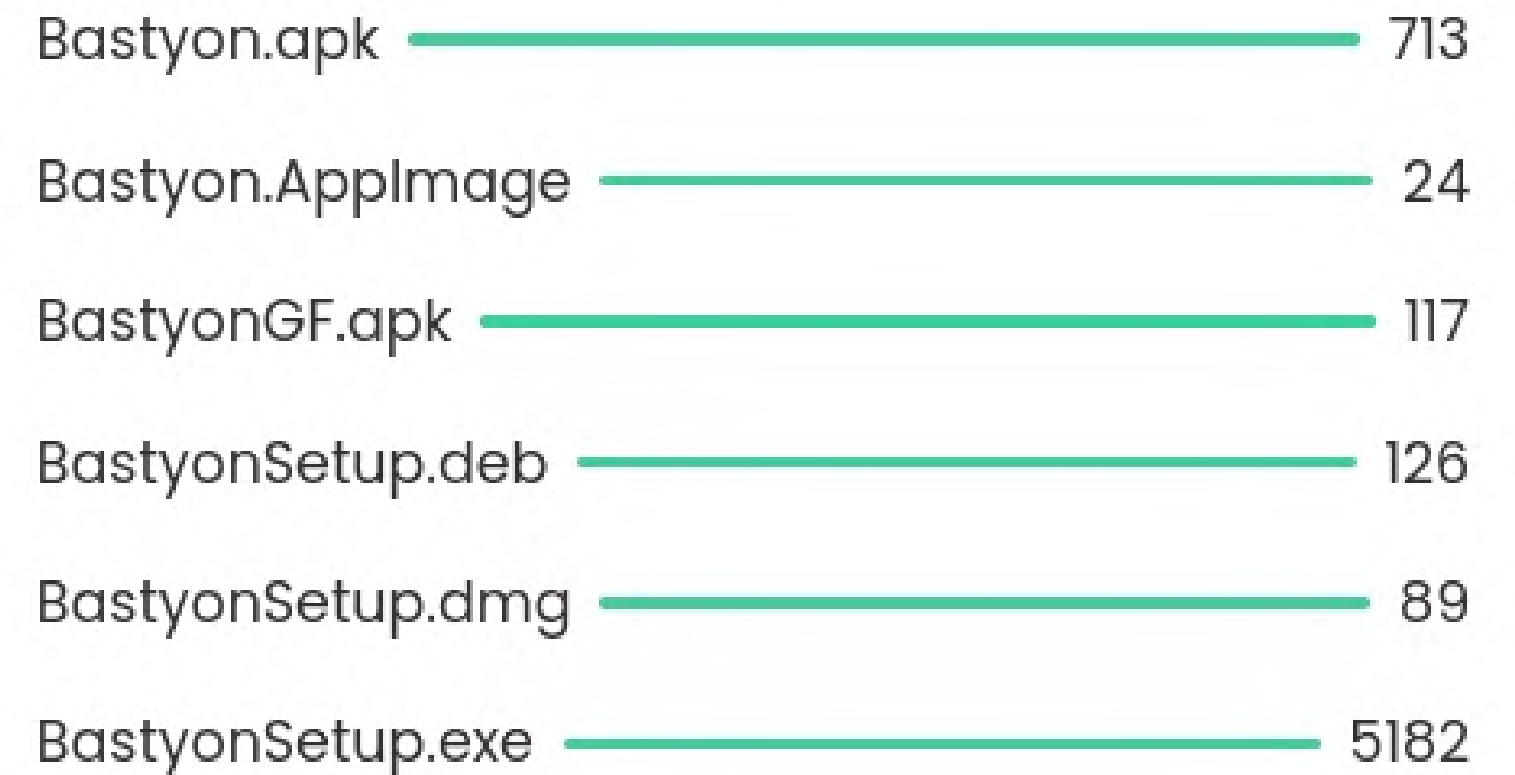 Bastyon.apk 713
Bastyon.AppImage 24
BastyonGF.apk 117
BastyonSetup.deb 126
BastyonSetup.dmg 89
BastyonSetup.exe 5182